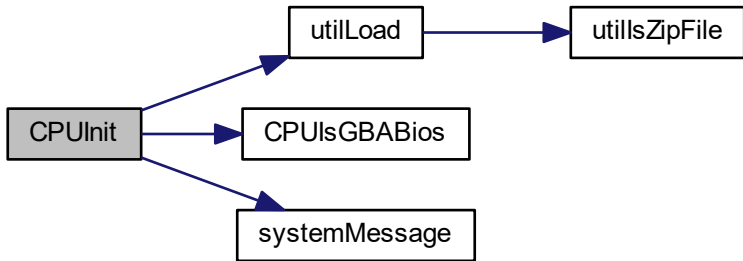 utilLoad
utilIsZipFile
CPUInit
CPUIsGBABios
systemMessage